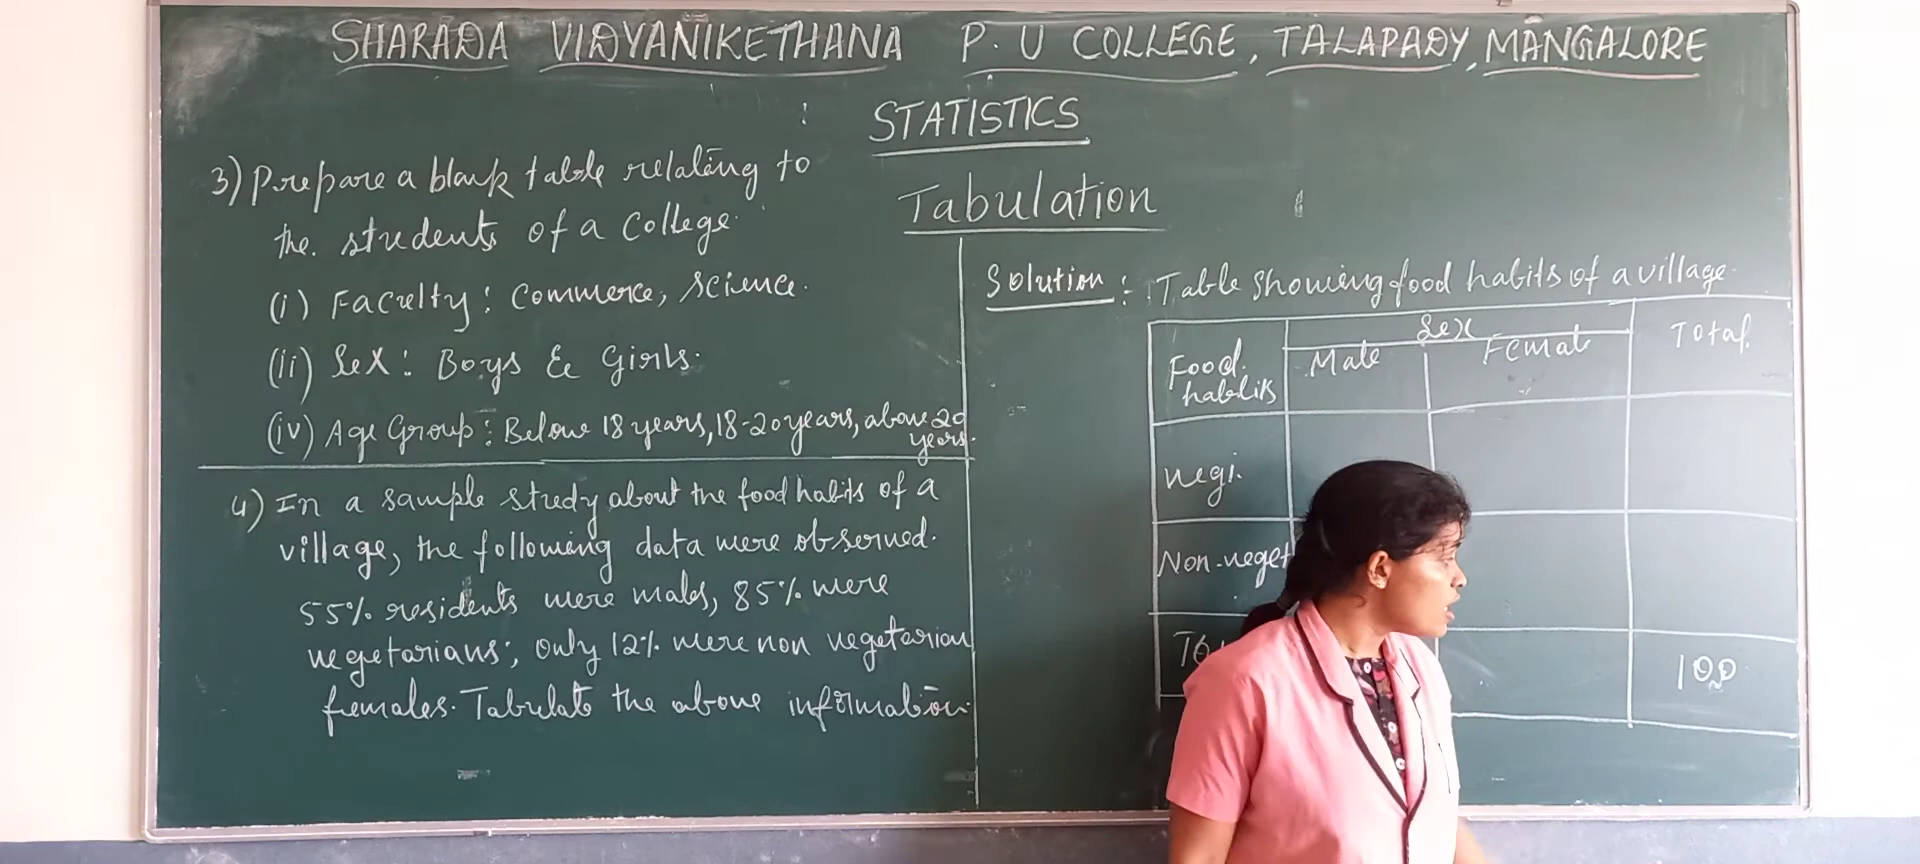 SHARADA VIDYANIKETHANA P.U COLLEGE, TALAPADY, MANGALORE
STATISTICS
Tabulation
3) Prepare a blank table relating to
the students of a college.
(i) Faculty: Commerce, Science.
(ii) Sex: Boys & Girls.
(iv) Age Group: Below 18 years, 18-20 years, above 20
years.
4) In a sample study about the food habits of a
village, the following data were observed.
55% residents were males, 85% were
vegetarians; only 12% were non vegetarian
females. Tabulate the above information.
Solution: Table showing food habits of a village.
Sex
Total
Food
habits
Male
Female
vegi.
Non-veget
100